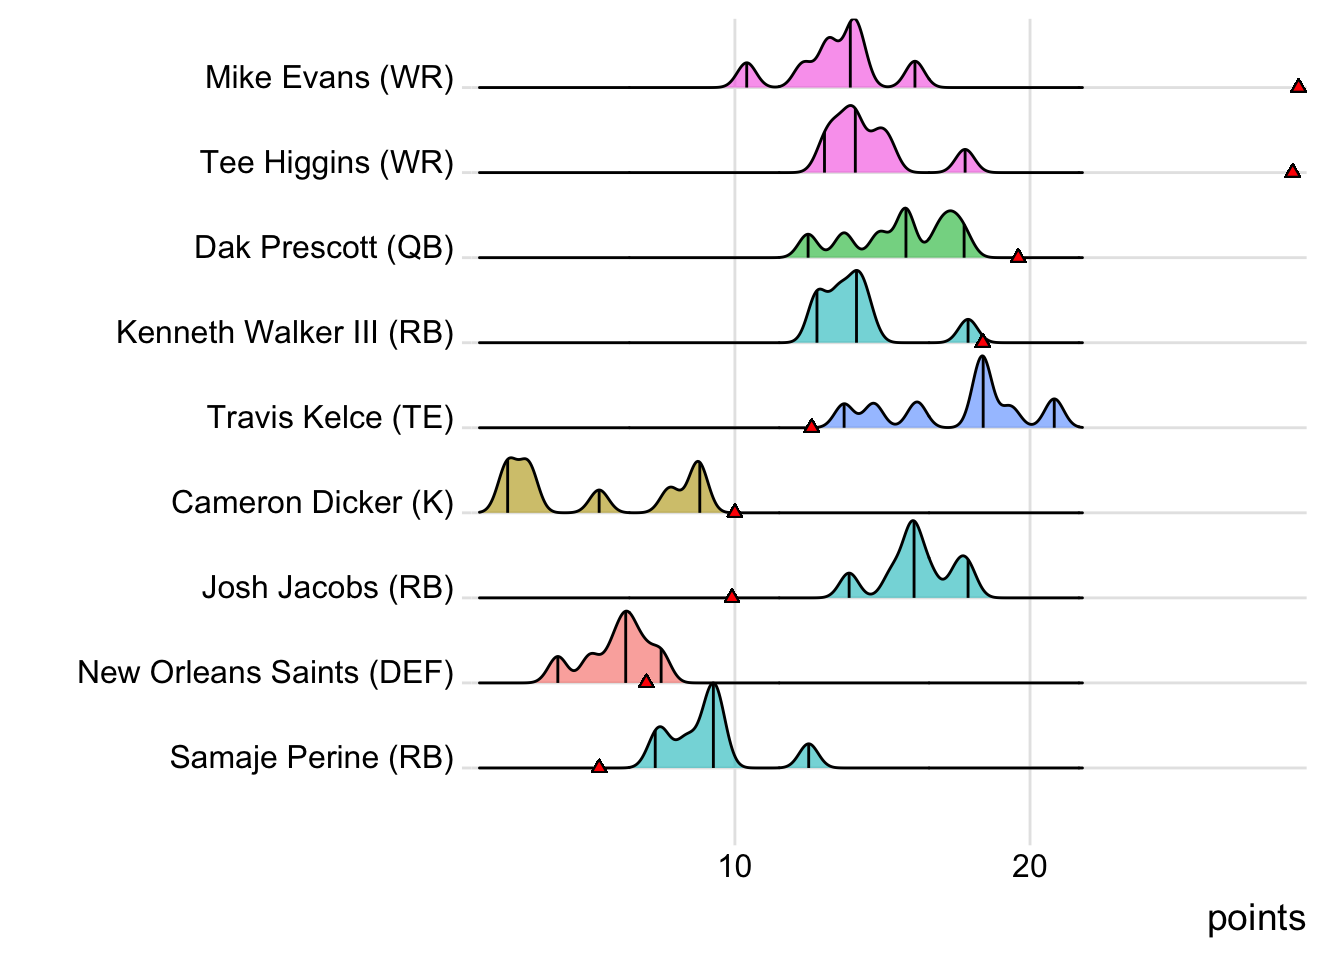 Mike Evans (WR)
Tee Higgins (WR)
Dak Prescott (QB)
Kenneth Walker III (RB)
Travis Kelce (TE)
Cameron Dicker (K)
Josh Jacobs (RB)
New Orleans Saints (DEF)
Samaje Perine (RB)
10 20
points